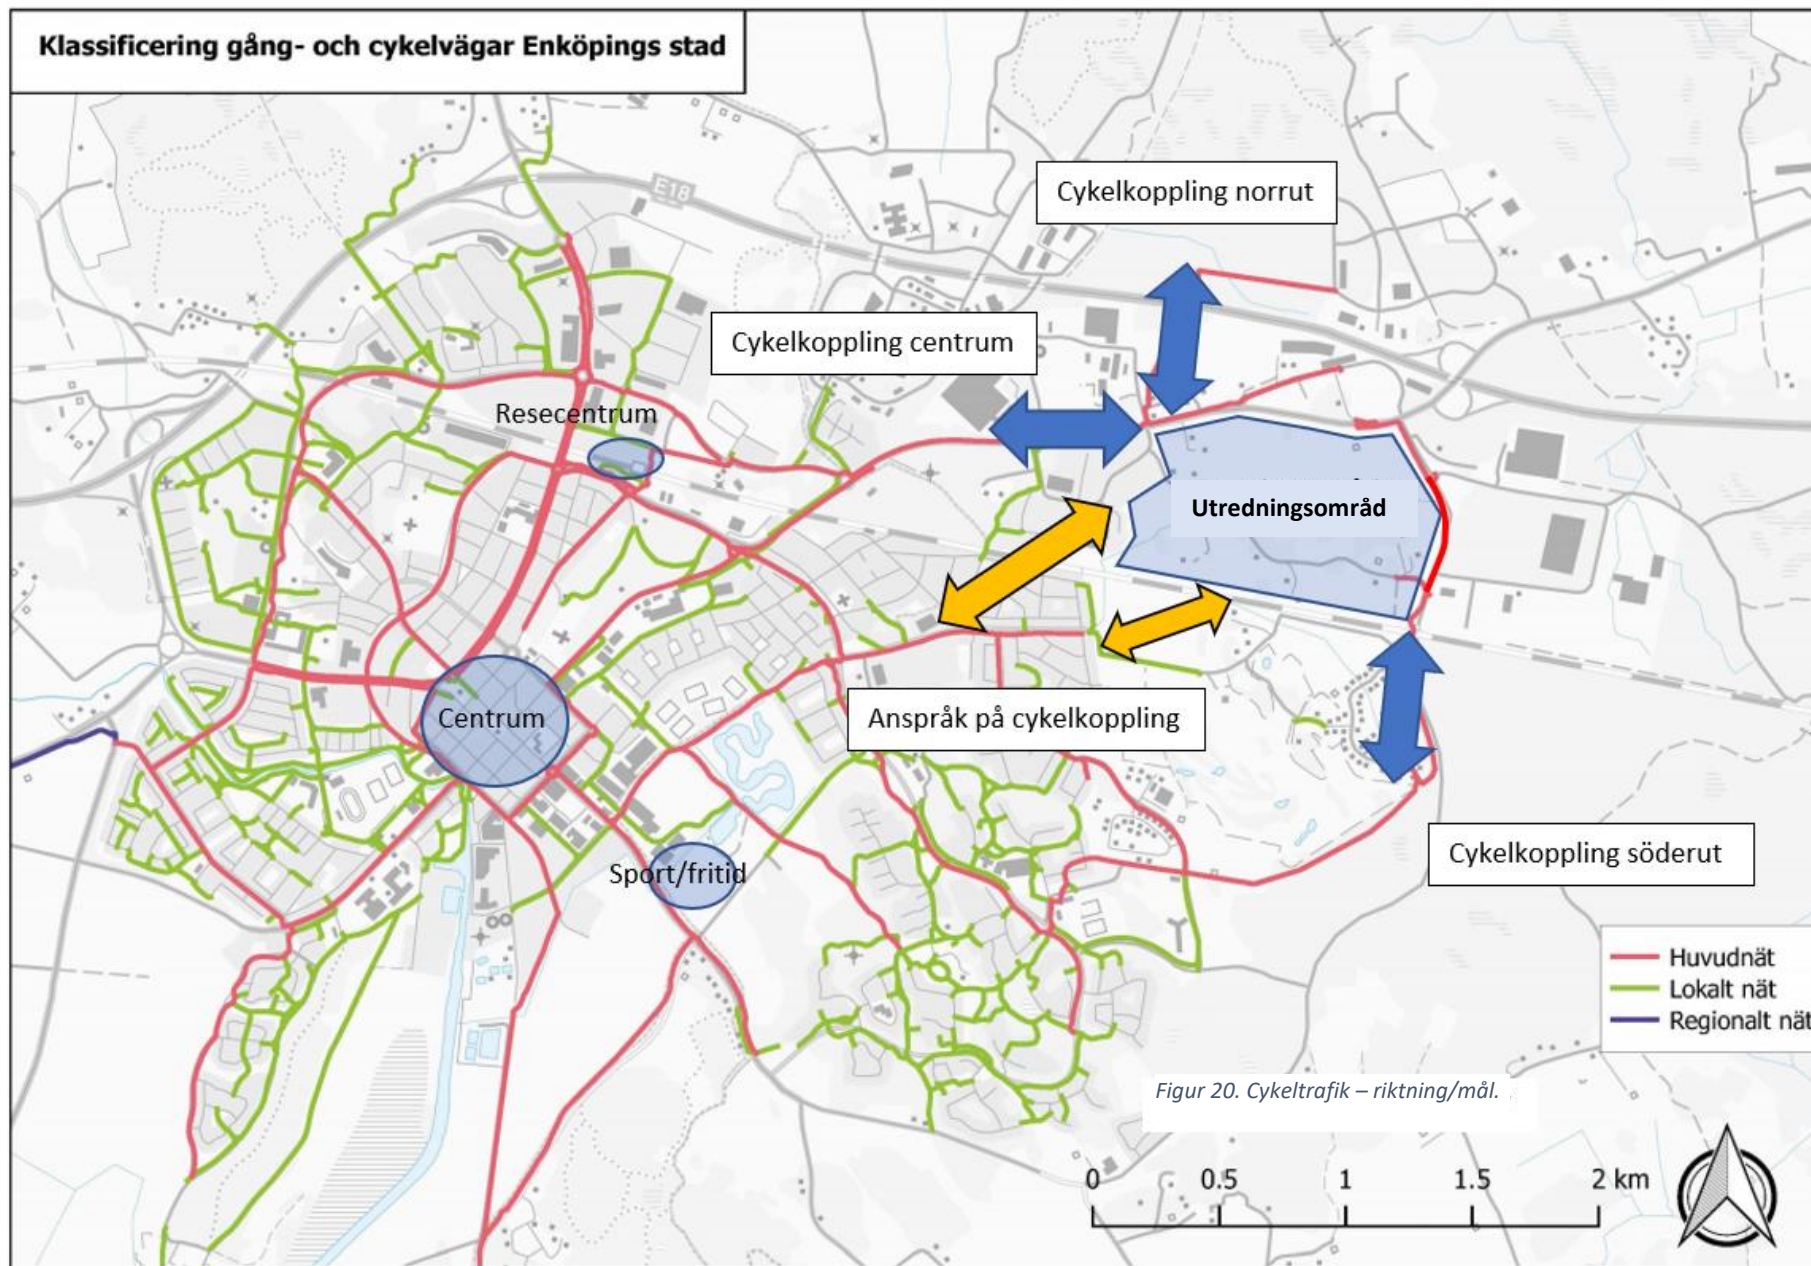 Klassificering gång- och cykelvägar Enköpings stad
E18
Cykelkoppling norrut
Cykelkoppling centrum
Resecentrum
Utredningsområd
Centrum
Anspråk på cykelkoppling
Sport/fritid
Cykelkoppling söderut
Huvudnät
Lokalt nät
Regionalt nät
Figur 20. Cykeltrafik – riktning/mål.
0 0.5 1 1.5 2 km